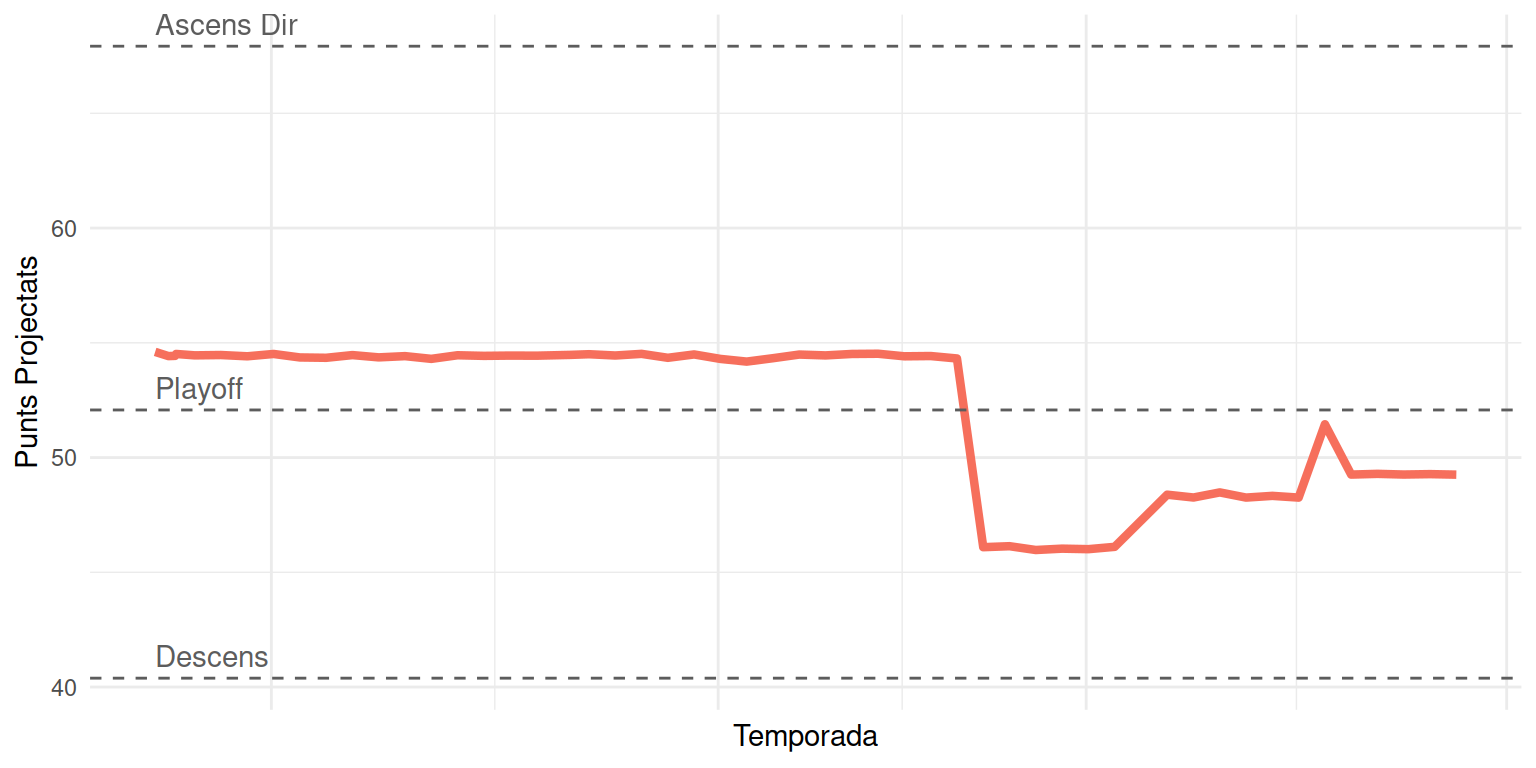 Ascens Dir
60
Playoff
50
Descens
40
Punts Projectats
Temporada